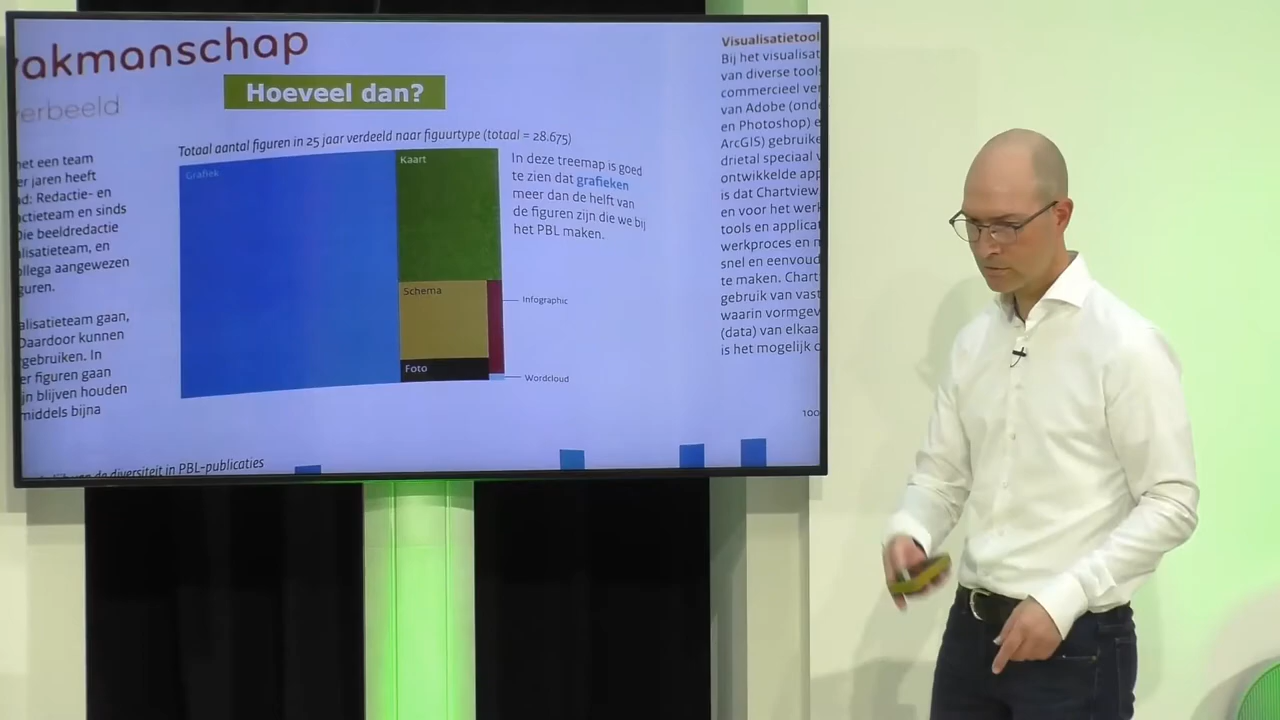 akmanschap
erbeeld
Hoeveel dan?
et een team
er jaren heeft
d: Redactie- en
ctieteam en sinds
Die beeldredactie
alisatieteam, en
ollega aangewezen
guren.
alisatieteam gaan,
Daardoor kunnen
gebruiken. In
er figuren gaan
jn blijven houden
middels bijna
Totaal aantal figuren in 25 jaar verdeeld naar figuurtype (totaal = 28.675)
Grafiek
Kaart
Schema
Foto
Infographic
Wordcloud
In deze treemap is goed
te zien dat grafieken
meer dan de helft van
de figuren zijn die we bij
het PBL maken.
de diversiteit in PBL-publicaties
Visualisatietool
Bij het visualisat
van diverse tools
commercieel ver
van Adobe (onde
en Photoshop) e
ArcGIS) gebruike
drietal speciaal v
ontwikkelde app
is dat Chartview
en voor het werk
tools en applicat
werkproces en m
snel en eenvoud
te maken. Chart
gebruik van vast
waarin vormgev
(data) van elkaa
is het mogelijk o
100